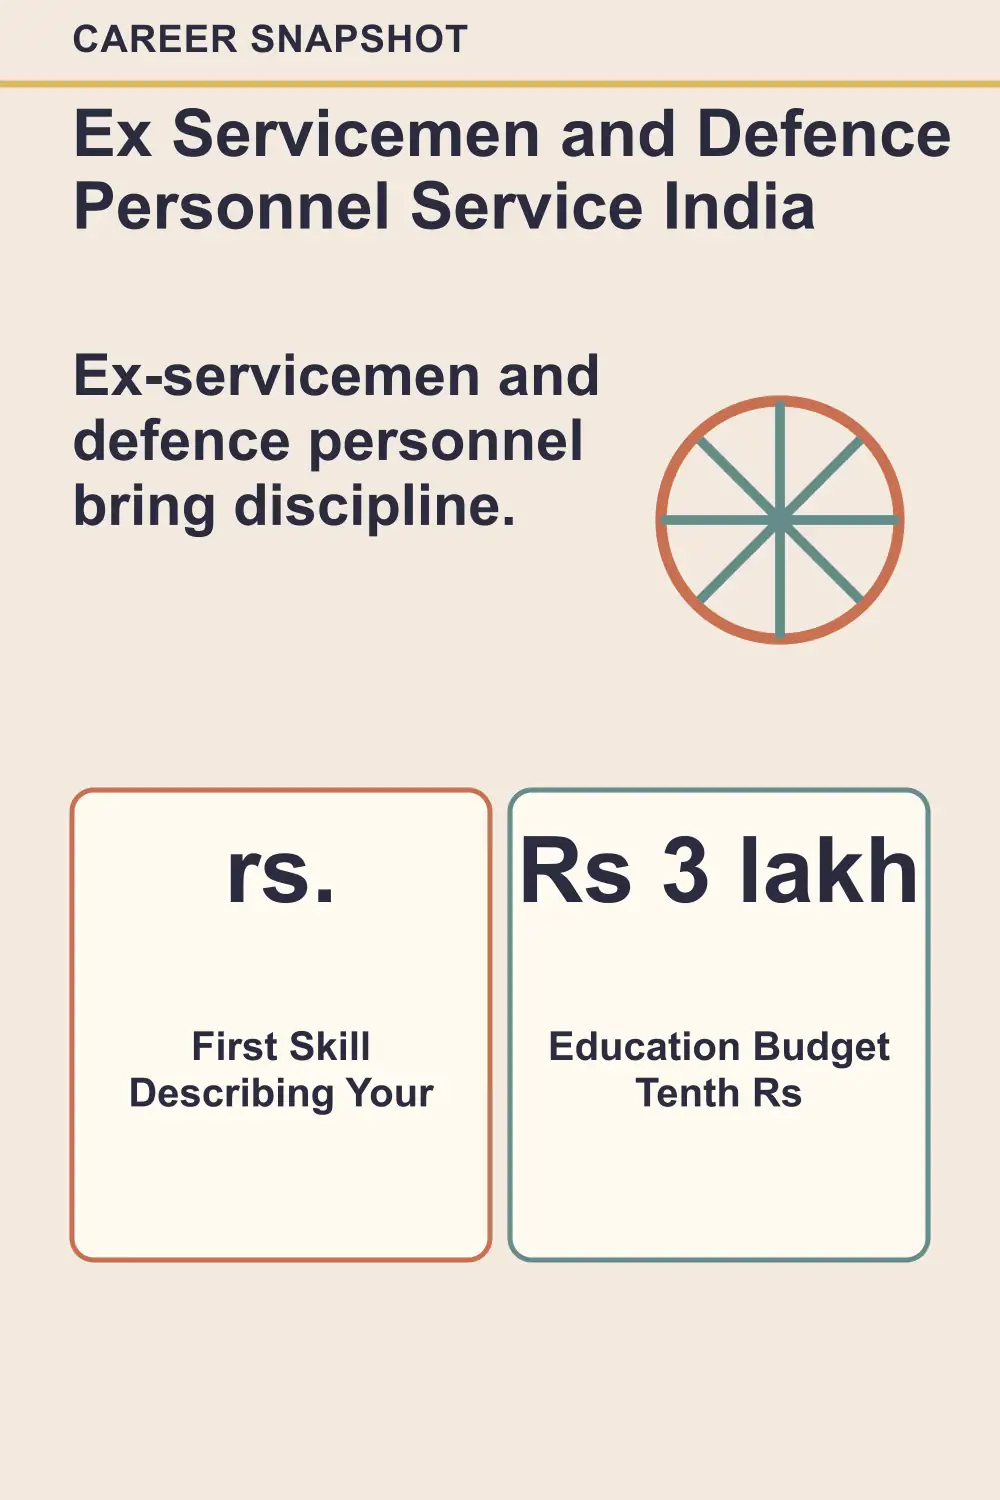 CAREER SNAPSHOT
Ex Servicemen and Defence
Personnel Service India
Ex-servicemen and
defence personnel
bring discipline.
rs.
First Skill
Describing Your
Rs 3 lakh
Education Budget
Tenth Rs